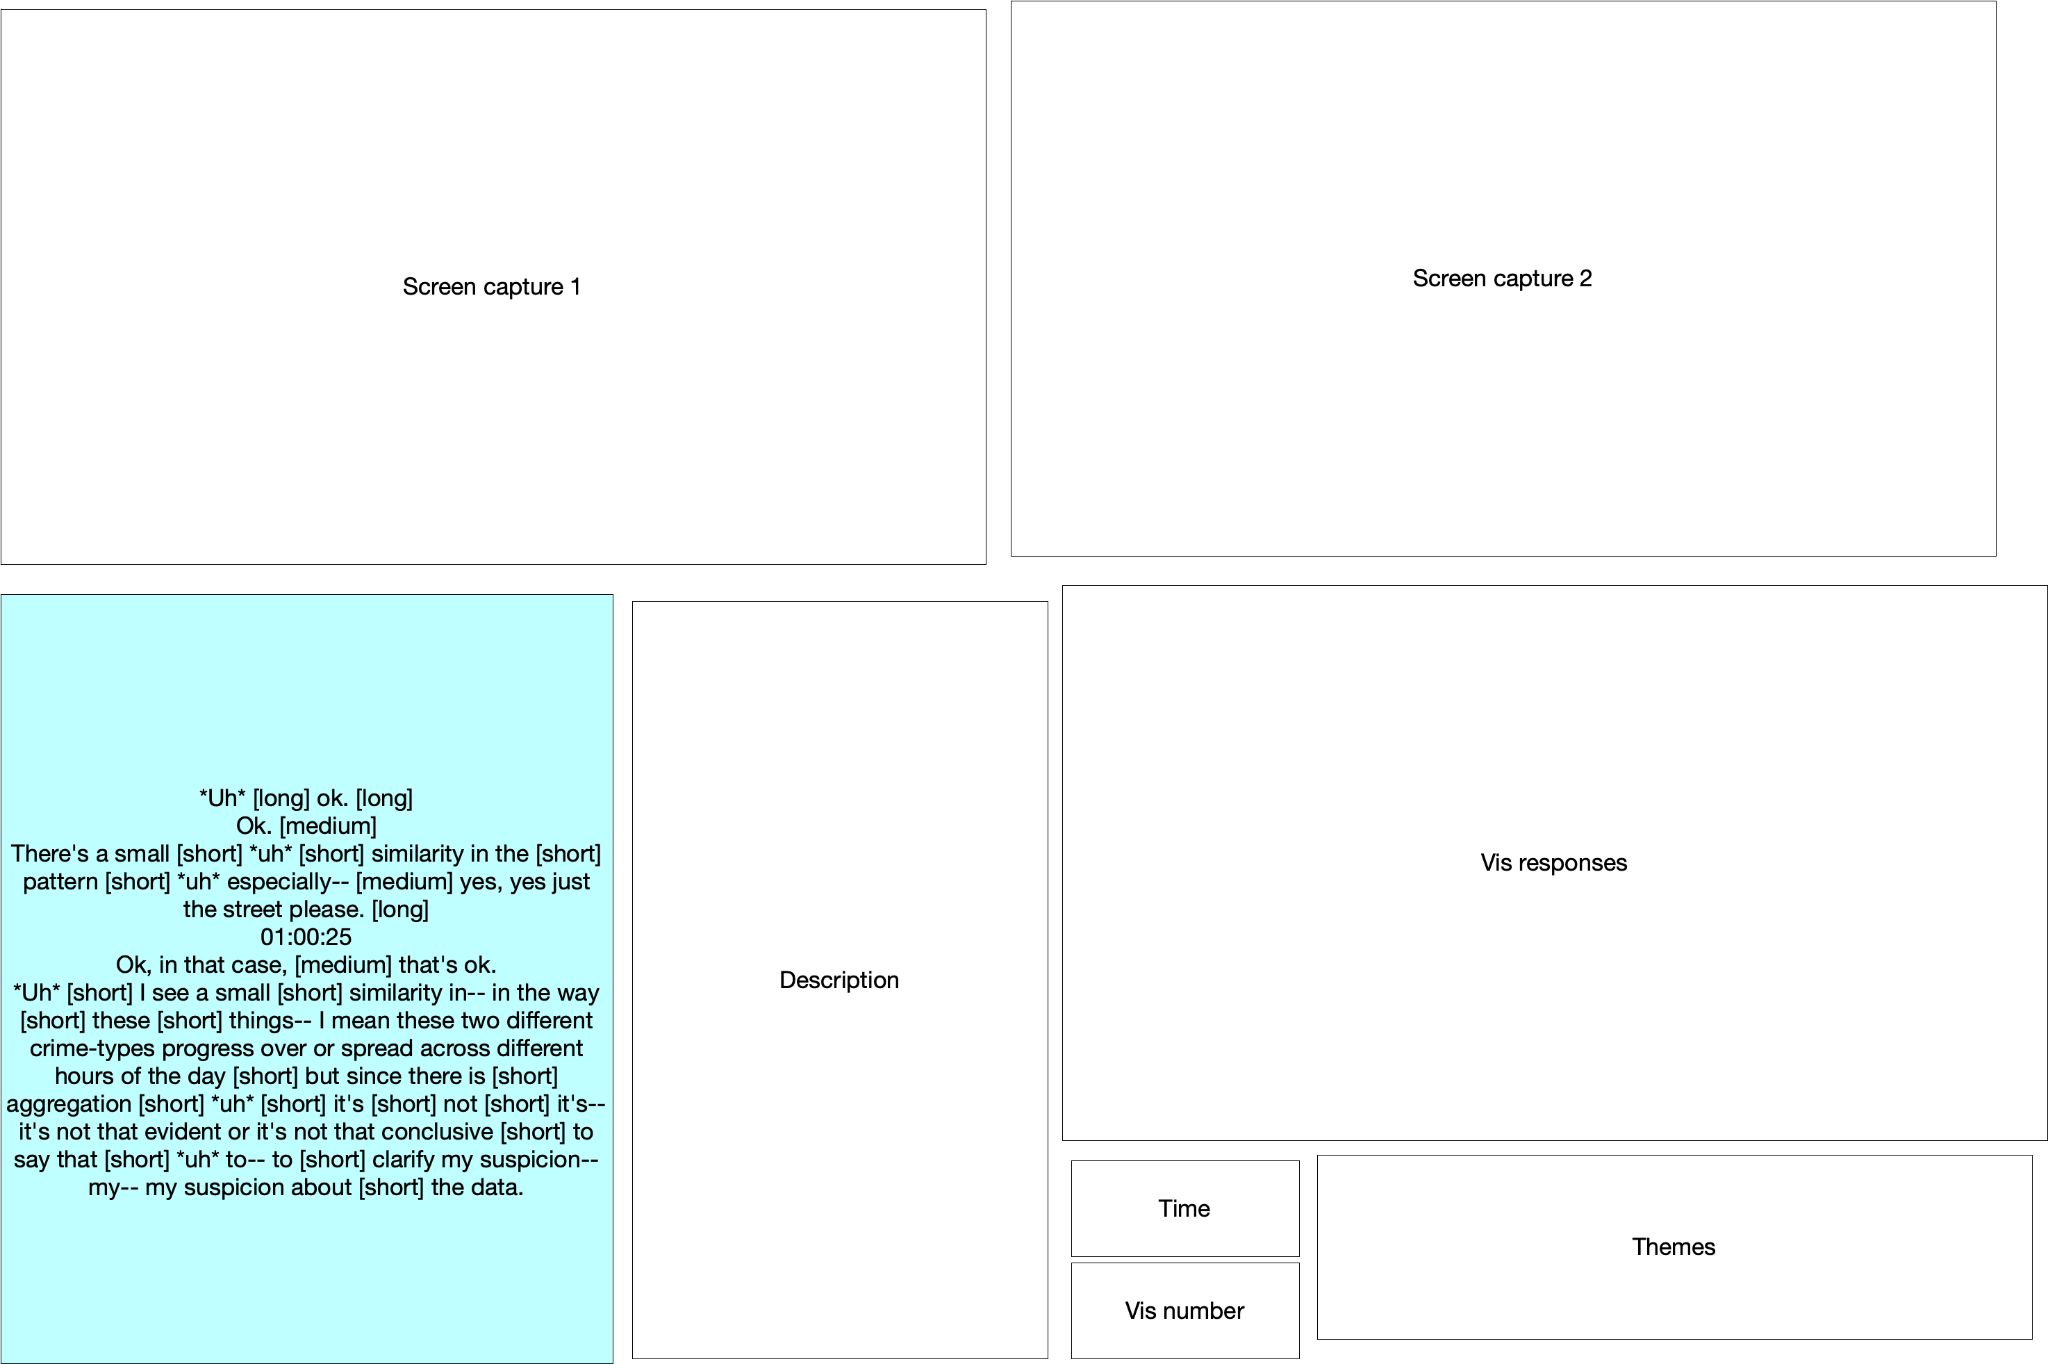 Screen capture 1
Screen capture 2
*Uh* [long] ok. [long]
Ok. [medium]
There's a small [short] *uh* [short] similarity in the [short]
pattern [short] *uh* especially-- [medium] yes, yes just
the street please. [long]
01:00:25
Ok, in that case, [medium] that's ok.
*Uh* [short] I see a small [short] similarity in-- in the way
[short] these [short] things-- I mean these two different
crime-types progress over or spread across different
hours of the day [short] but since there is [short]
aggregation [short] *uh* [short] it's [short] not [short] it's--
it's not that evident or it's not that conclusive [short] to
say that [short] *uh* to-- to [short] clarify my suspicion--
my-- my suspicion about [short] the data.
Description
Vis responses
Time
Vis number
Themes